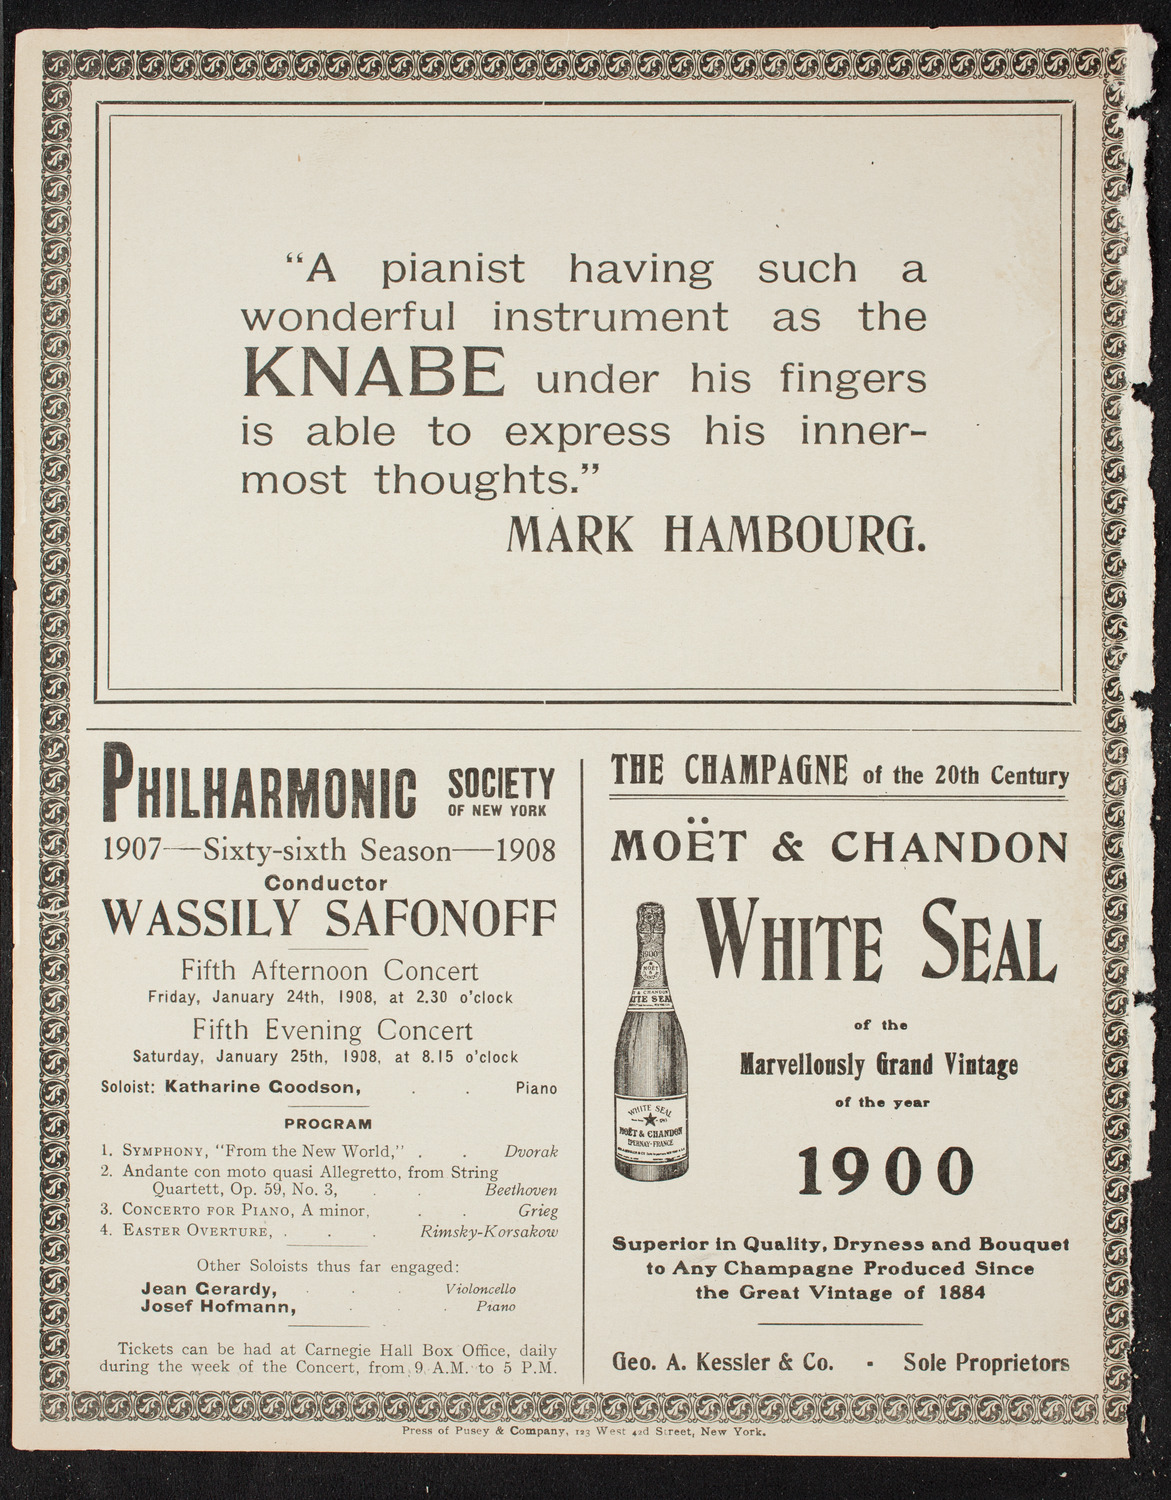 “A pianist having such a
wonderful instrument as the
KNABE under his fingers
is able to express his inner-
most thoughts.”
MARK HAMBOURG.
PHILHARMONIC SOCIETY
OF NEW YORK
1907—Sixty-sixth Season—1908
Conductor
WASSILY SAFONOFF
Fifth Afternoon Concert
Friday, January 24th, 1908, at 2.30 o'clock
Fifth Evening Concert
Saturday, January 25th, 1908, at 8.15 o'clock
Soloist: Katharine Goodson, . . Piano
PROGRAM
1. SYMPHONY, “From the New World,” . . Dvorak
2. Andante con moto quasi Allegretto, from String
Quartett, Op. 59, No. 3, . . Beethoven
3. CONCERTO FOR PIANO, A minor, . . Grieg
4. EASTER OVERTURE, . . . Rimsky-Korsakow
Other Soloists thus far engaged:
Jean Gerardy, . . . Violoncello
Josef Hofmann, . . . Piano
Tickets can be had at Carnegie Hall Box Office, daily
during the week of the Concert, from 9 A.M. to 5 P.M.
THE CHAMPAGNE of the 20th Century
MOËT & CHANDON
WHITE SEAL
1900
MOËT
& CHANDON
WHITE SEAL
WHITE SEAL
MOËT & CHANDON
EPERNAY-FRANCE
of the
Marvellously Grand Vintage
of the year
1900
Superior in Quality, Dryness and Bouquet
to Any Champagne Produced Since
the Great Vintage of 1884
Geo. A. Kessler & Co. - Sole Proprietors
Press of Pusey & Company, 123 West 42d Street, New York.